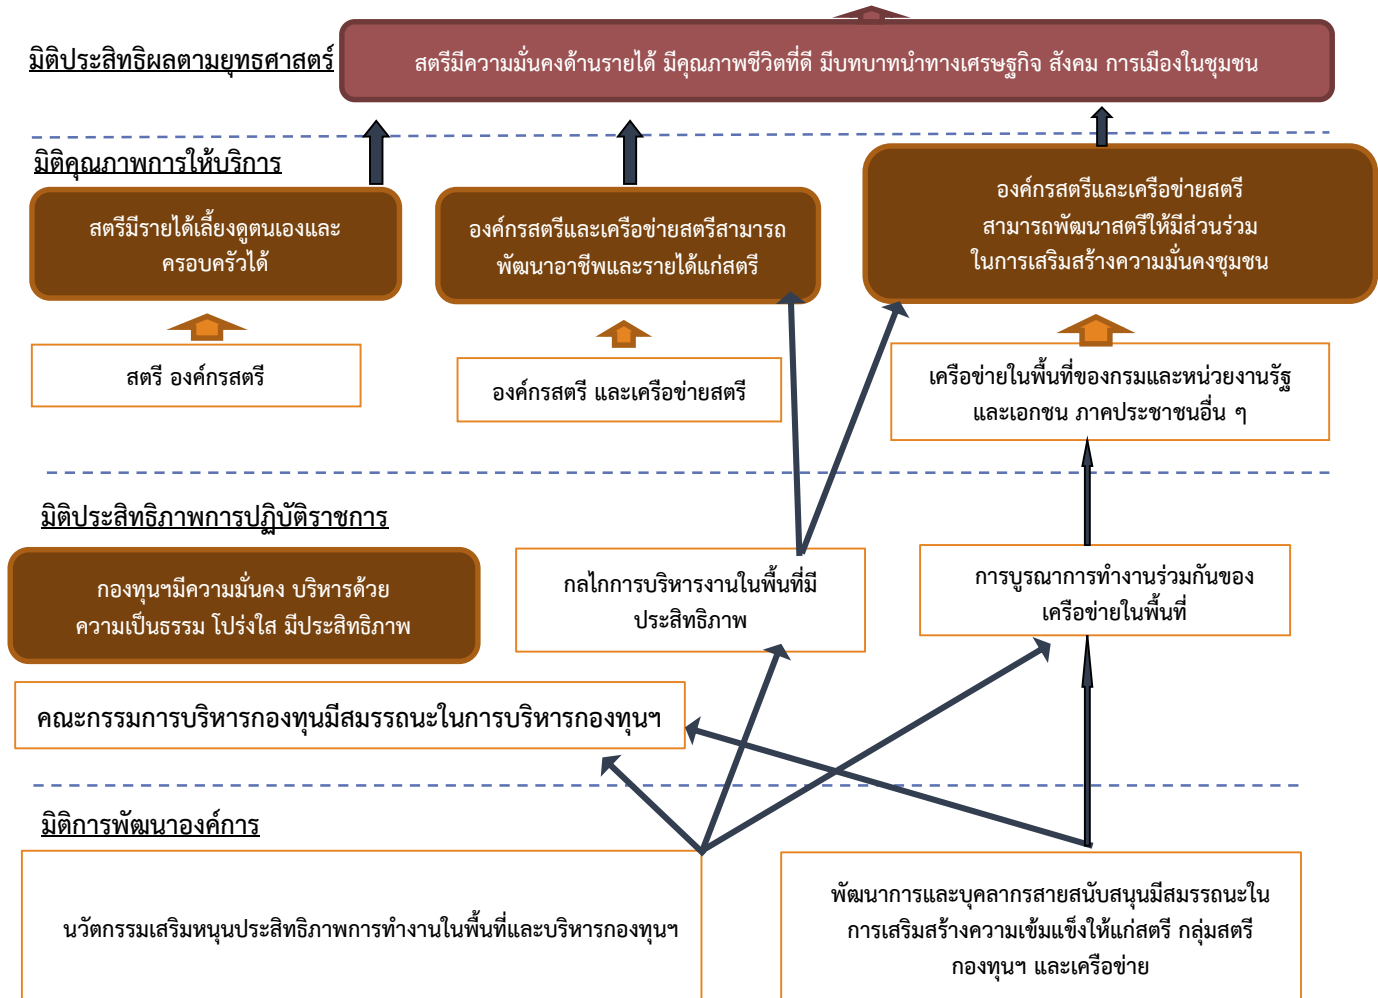 มิติประสิทธิผลตามยุทธศาสตร์
สตรีมีความมั่นคงด้านรายได้ มีคุณภาพชีวิตที่ดี มีบทบาทนำทางเศรษฐกิจ สังคม การเมืองในชุมชน
มิติคุณภาพการให้บริการ
สตรีมีรายได้เลี้ยงดูตนเองและ
ครอบครัวได้
องค์กรสตรีและเครือข่ายสตรีสามารถ
พัฒนาอาชีพและรายได้แก่สตรี
องค์กรสตรีและเครือข่ายสตรี
สามารถพัฒนาสตรีให้มีส่วนร่วม
ในการเสริมสร้างความมั่นคงชุมชน
สตรี องค์กรสตรี
องค์กรสตรี และเครือข่ายสตรี
เครือข่ายในพื้นที่ของกรมและหน่วยงานรัฐ
และเอกชน ภาคประชาชนอื่น ๆ
มิติประสิทธิภาพการปฏิบัติราชการ
กองทุนฯมีความมั่นคง บริหารด้วย
ความเป็นธรรม โปร่งใส มีประสิทธิภาพ
กลไกการบริหารงานในพื้นที่มี
ประสิทธิภาพ
การบูรณาการทำงานร่วมกันของ
เครือข่ายในพื้นที่
คณะกรรมการบริหารกองทุนมีสมรรถนะในการบริหารกองทุนฯ
มิติการพัฒนาองค์การ
นวัตกรรมเสริมหนุนประสิทธิภาพการทำงานในพื้นที่และบริหารกองทุนฯ
พัฒนาการและบุคลากรสายสนับสนุนมีสมรรถนะใน
การเสริมสร้างความเข้มแข็งให้แก่สตรี กลุ่มสตรี
กองทุนฯ และเครือข่าย